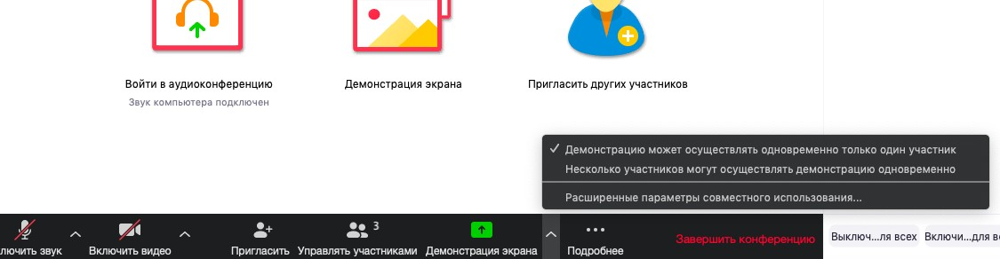 Войти в аудиоконференцию
Звук компьютера подключен
Демонстрация экрана
Пригласить других участников
✓ Демонстрацию может осуществлять одновременно только один участник
Несколько участников могут осуществлять демонстрацию одновременно
Расширенные параметры совместного использования...
лючить звук
Включить видео
Пригласить
3
Управлять участниками
Демонстрация экрана
Подробнее
Завершить конференцию
Выключ...ля всех
Включи...для в